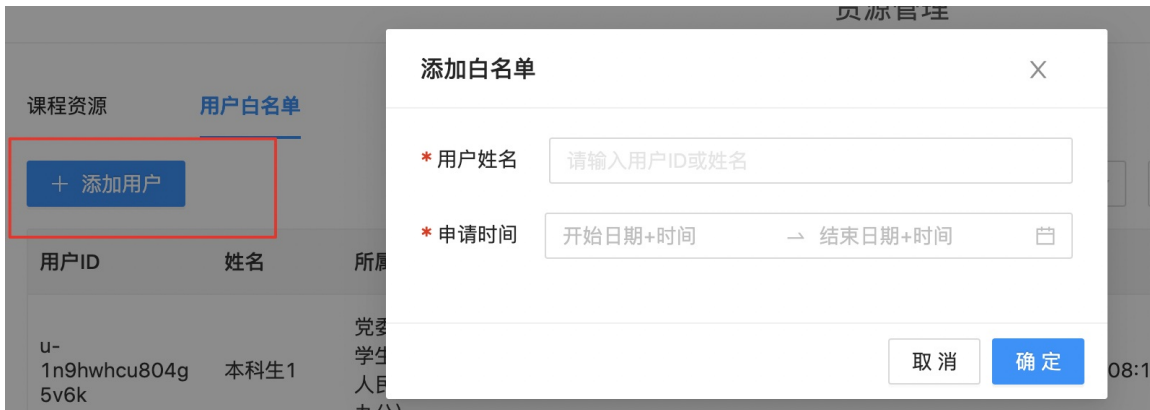 资源管理
添加白名单
课程资源
用户白名单
* 用户姓名
请输入用户ID或姓名
+ 添加用户
* 申请时间
开始日期+时间 → 结束日期+时间
用户ID 姓名 所属
党委
u-
学生
1n9hwhcu804g 本科生1
人民
5v6k
取消 确定
08:1